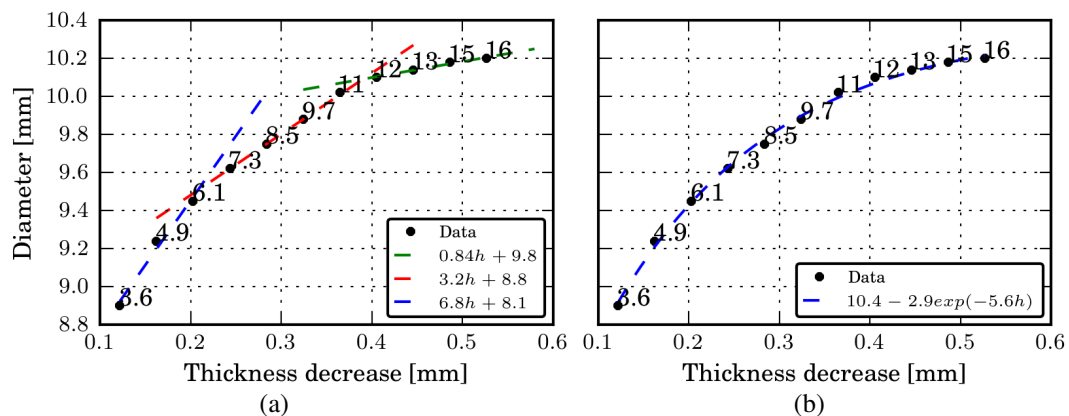 10.4
10.2
10.0
9.8
9.6
9.4
9.2
9.0
8.8
Diameter [mm]
3.6
4.9
6.1
7.3
8.5
9.7
11
12
13
15
16
Data
0.84h + 9.8
3.2h + 8.8
6.8h + 8.1
0.1 0.2 0.3 0.4 0.5 0.6
Thickness decrease [mm]
(a)
3.6
4.9
6.1
7.3
8.5
9.7
11
12
13
15
16
Data
10.4 − 2.9exp(−5.6h)
0.1 0.2 0.3 0.4 0.5 0.6
Thickness decrease [mm]
(b)